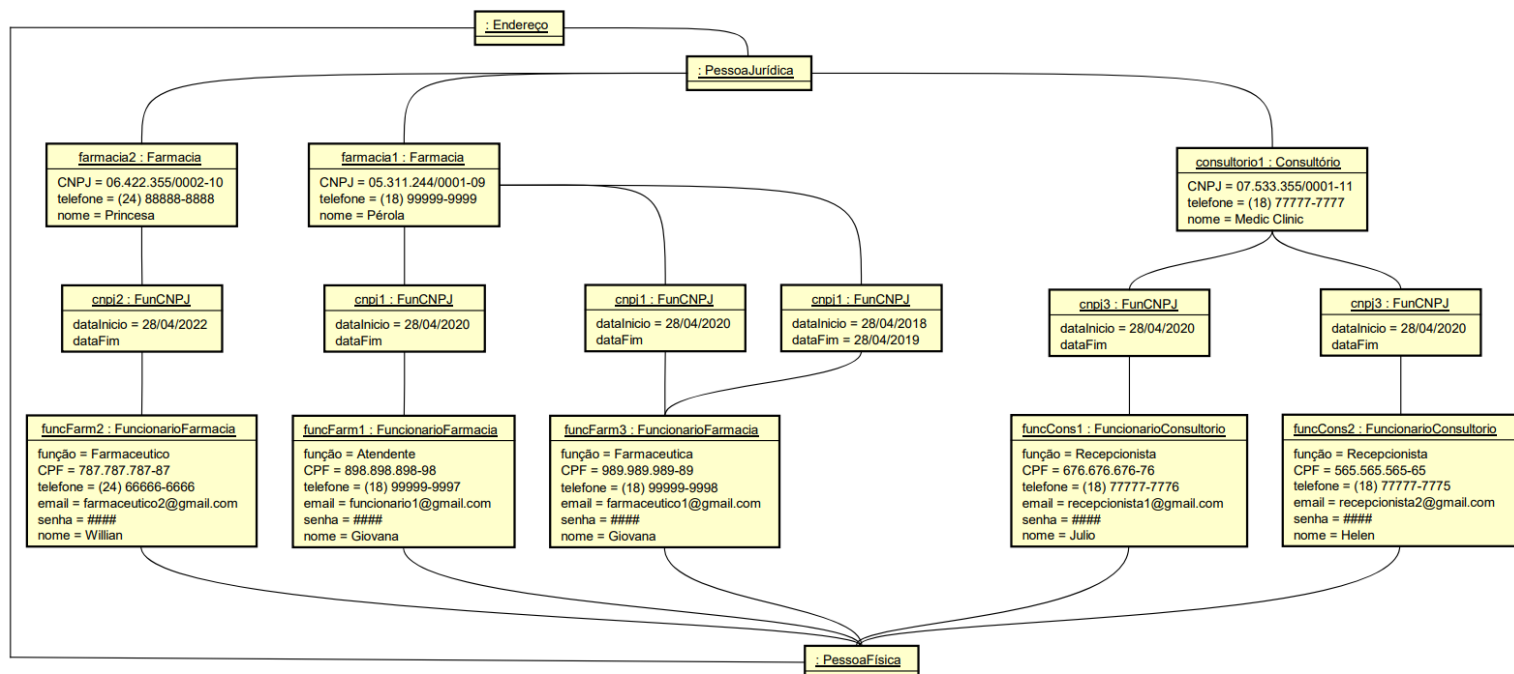 : Endereço
: PessoaJurídica
farmacia2 : Farmacia
CNPJ = 06.422.355/0002-10
telefone = (24) 88888-8888
nome = Princesa
farmacia1 : Farmacia
CNPJ = 05.311.244/0001-09
telefone = (18) 99999-9999
nome = Pérola
consultorio1 : Consultório
CNPJ = 07.533.355/0001-11
telefone = (18) 77777-7777
nome = Medic Clinic
cnpj2 : FunCNPJ
dataInicio = 28/04/2022
dataFim
cnpj1 : FunCNPJ
dataInicio = 28/04/2020
dataFim
cnpj1 : FunCNPJ
dataInicio = 28/04/2020
dataFim
cnpj1 : FunCNPJ
dataInicio = 28/04/2018
dataFim = 28/04/2019
cnpj3 : FunCNPJ
dataInicio = 28/04/2020
dataFim
cnpj3 : FunCNPJ
dataInicio = 28/04/2020
dataFim
funcFarm2 : FuncionarioFarmacia
função = Farmaceutico
CPF = 787.787.787-87
telefone = (24) 66666-6666
email = farmaceutico2@gmail.com
senha = ####
nome = Willian
funcFarm1 : FuncionarioFarmacia
função = Atendente
CPF = 898.898.898-98
telefone = (18) 99999-9997
email = funcionario1@gmail.com
senha = ####
nome = Giovana
funcFarm3 : FuncionarioFarmacia
função = Farmaceutica
CPF = 989.989.989-89
telefone = (18) 99999-9998
email = farmaceutico1@gmail.com
senha = ####
nome = Giovana
funcCons1 : FuncionarioConsultorio
função = Recepcionista
CPF = 676.676.676-76
telefone = (18) 77777-7776
email = recepcionista1@gmail.com
senha = ####
nome = Julio
funcCons2 : FuncionarioConsultorio
função = Recepcionista
CPF = 565.565.565-65
telefone = (18) 77777-7775
email = recepcionista2@gmail.com
senha = ####
nome = Helen
: PessoaFísica